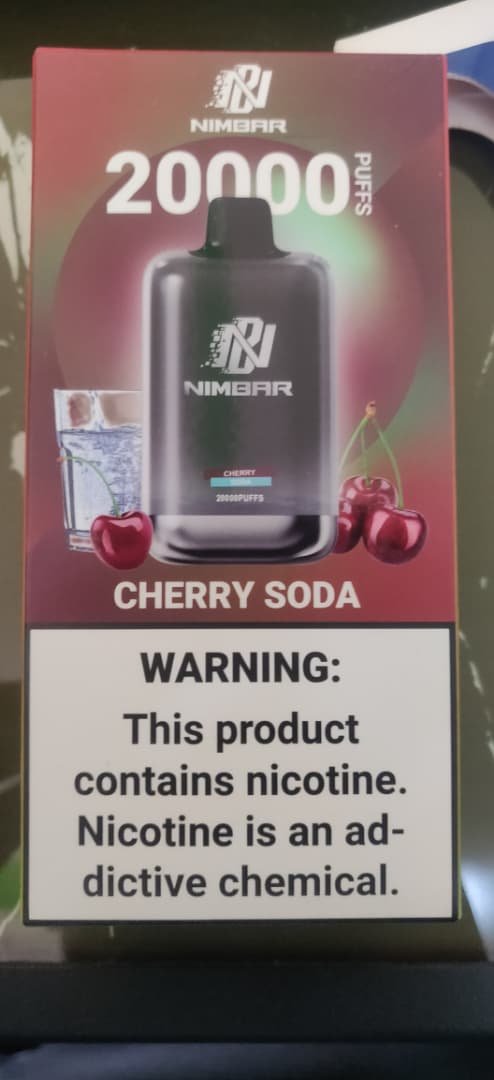 NIMBAR
20000
PUFFS
NIMBAR
CHERRY
SODA
20000PUFFS
CHERRY SODA
WARNING:
This product
contains nicotine.
Nicotine is an ad-
dictive chemical.